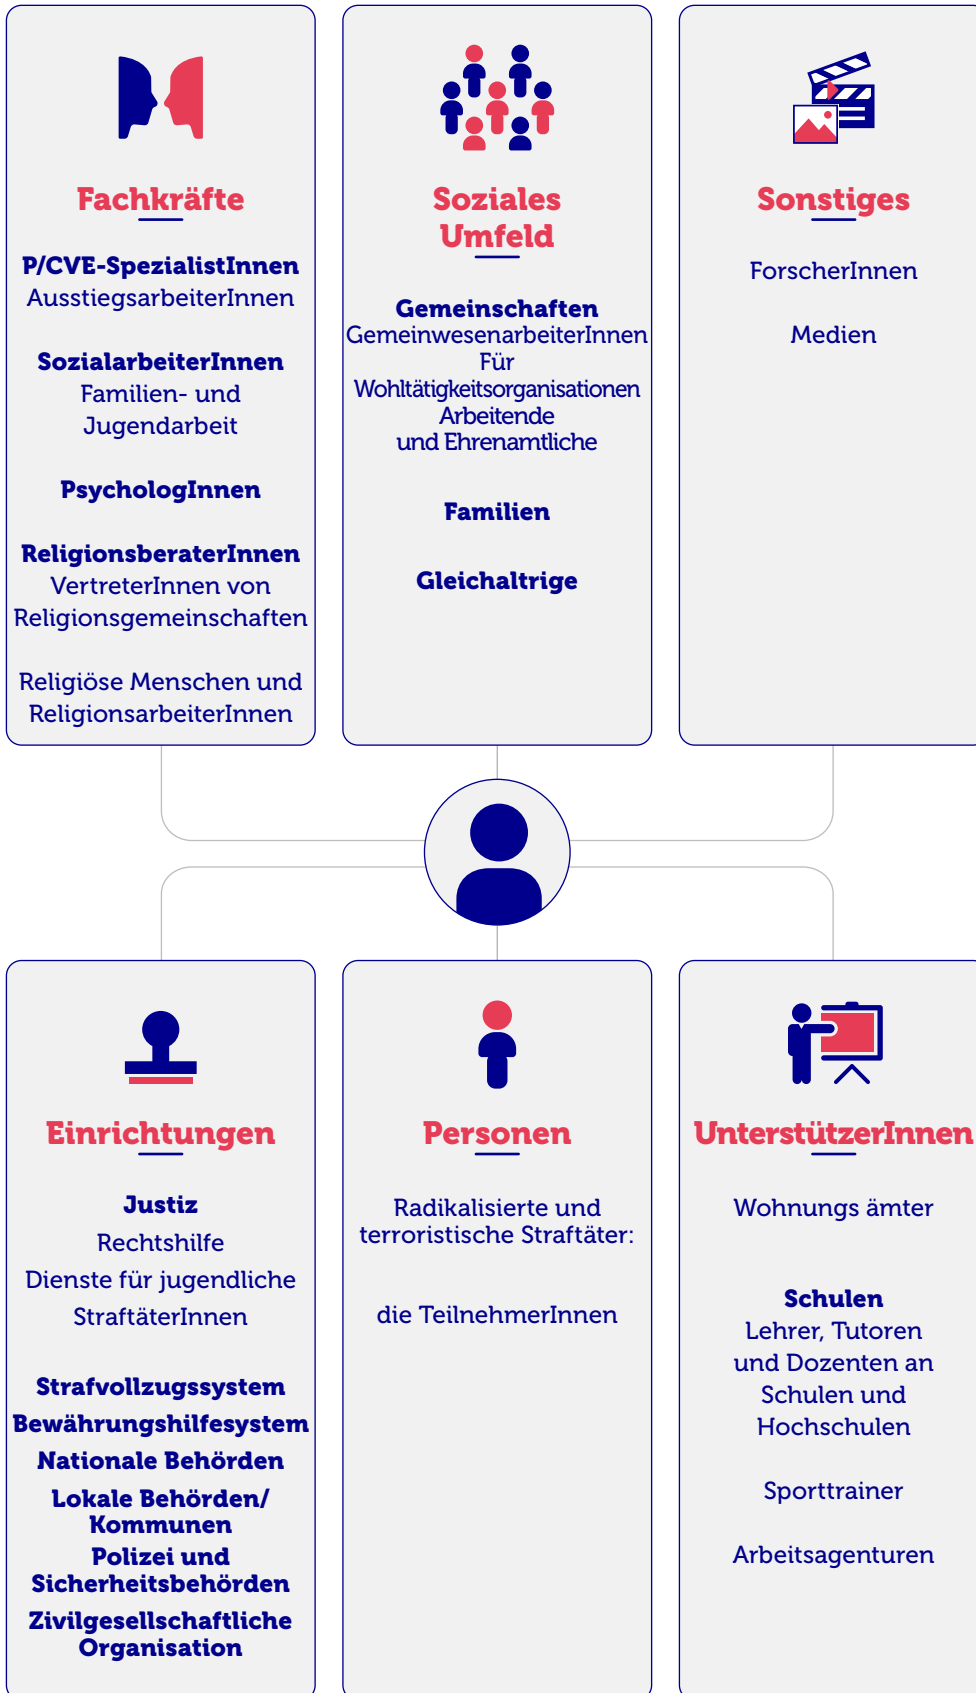 Fachkräfte
P/CVE-SpezialistInnen
AusstiegsarbeiterInnen
SozialarbeiterInnen
Familien- und
Jugendarbeit
PsychologInnen
ReligionsberaterInnen
VertreterInnen von
Religionsgemeinschaften
Religiöse Menschen und
ReligionsarbeiterInnen
Soziales
Umfeld
Gemeinschaften
GemeinwesenarbeiterInnen
Für
Wohltätigkeitsorganisationen
Arbeitende
und Ehrenamtliche
Familien
Gleichaltrige
Sonstiges
ForscherInnen
Medien
Einrichtungen
Justiz
Rechtshilfe
Dienste für jugendliche
StraftäterInnen
Strafvollzugssystem
Bewährungshilfesystem
Nationale Behörden
Lokale Behörden/
Kommunen
Polizei und
Sicherheitsbehörden
Zivilgesellschaftliche
Organisation
Personen
Radikalisierte und
terroristische Straftäter:
die TeilnehmerInnen
UnterstützerInnen
Wohnungs ämter
Schulen
Lehrer, Tutoren
und Dozenten an
Schulen und
Hochschulen
Sporttrainer
Arbeitsagenturen